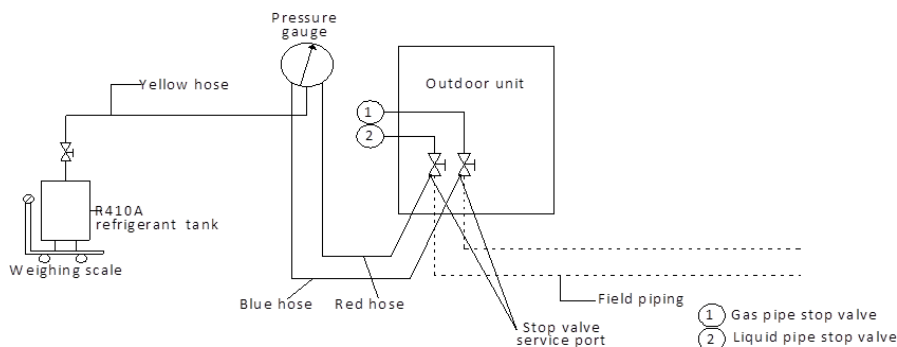 Pressure
gauge
Yellow hose
Outdoor unit
1
2
R410A
refrigerant tank
Weighing scale
Blue hose
Red hose
Field piping
Stop valve
service port
1 Gas pipe stop valve
2 Liquid pipe stop valve